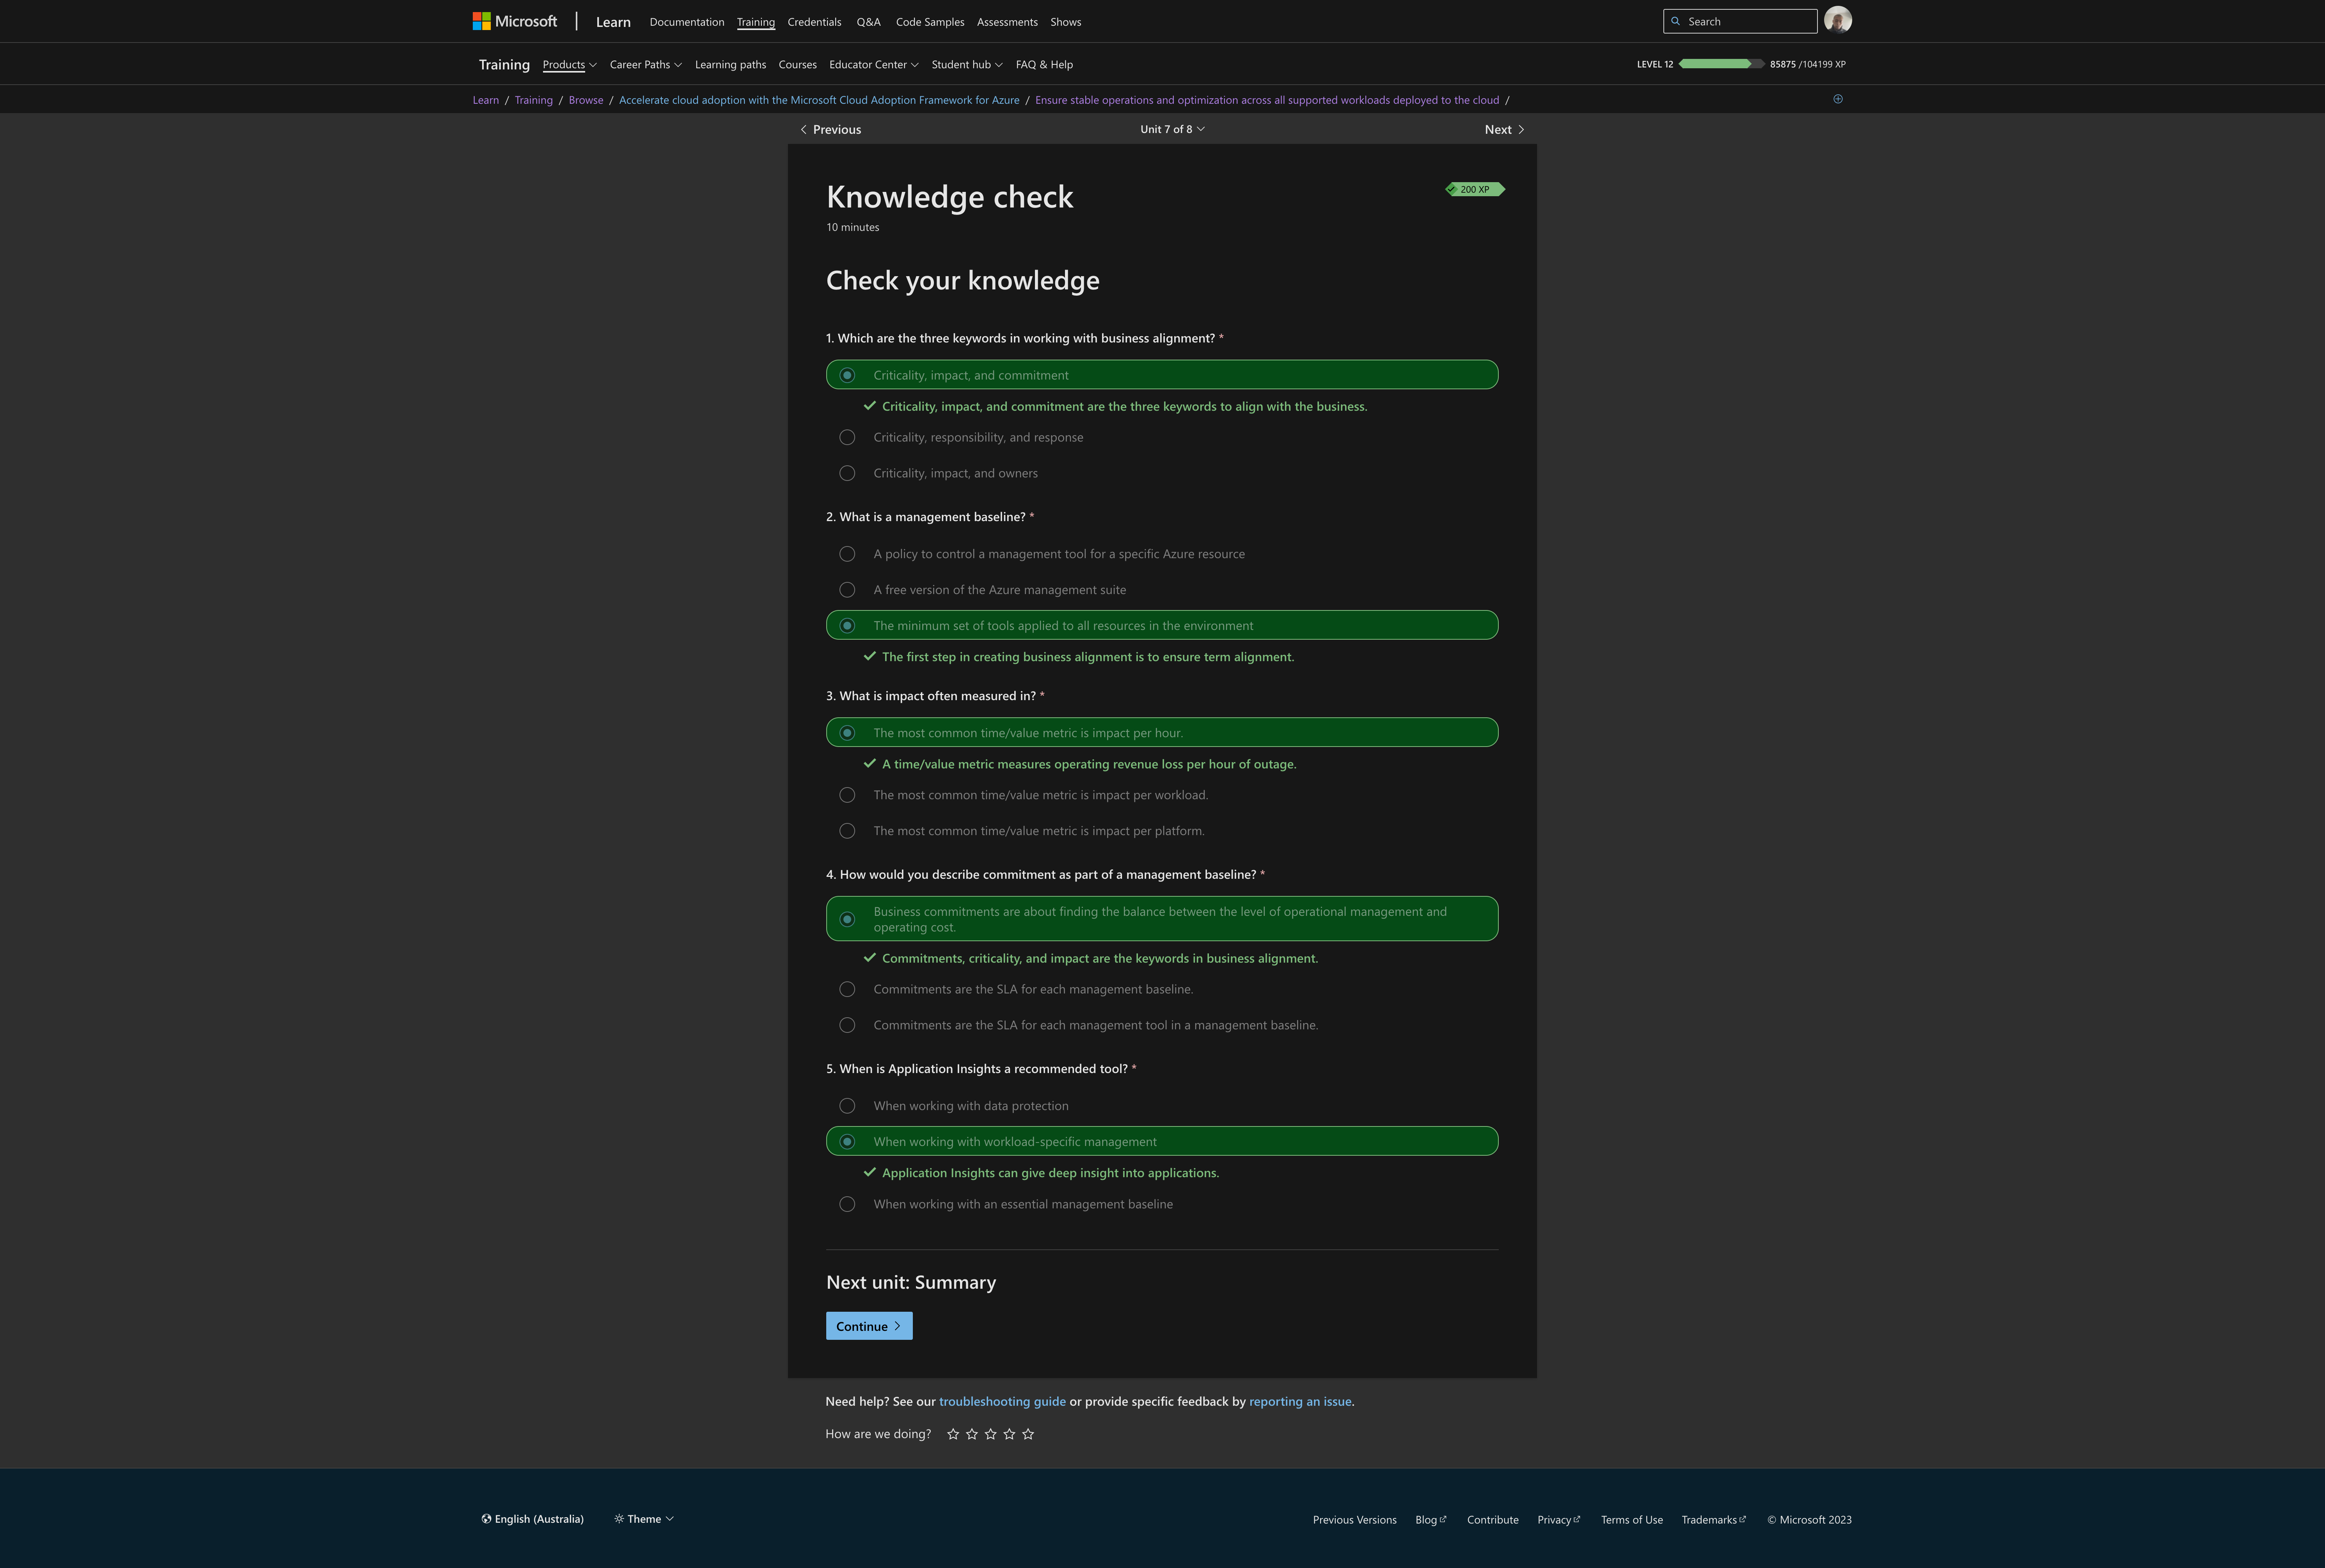 Microsoft
Learn
Documentation
Training
Credentials
Q&A
Code Samples
Assessments
Shows
Search
Training
Products
Career Paths
Learning paths
Courses
Educator Center
Student hub
FAQ & Help
LEVEL 12
85875 /104199 XP
Learn / Training / Browse / Accelerate cloud adoption with the Microsoft Cloud Adoption Framework for Azure / Ensure stable operations and optimization across all supported workloads deployed to the cloud /
Previous
Unit 7 of 8
Next
Knowledge check
200 XP
10 minutes
Check your knowledge
1. Which are the three keywords in working with business alignment? *
Criticality, impact, and commitment
Criticality, impact, and commitment are the three keywords to align with the business.
Criticality, responsibility, and response
Criticality, impact, and owners
2. What is a management baseline? *
A policy to control a management tool for a specific Azure resource
A free version of the Azure management suite
The minimum set of tools applied to all resources in the environment
The first step in creating business alignment is to ensure term alignment.
3. What is impact often measured in? *
The most common time/value metric is impact per hour.
A time/value metric measures operating revenue loss per hour of outage.
The most common time/value metric is impact per workload.
The most common time/value metric is impact per platform.
4. How would you describe commitment as part of a management baseline? *
Business commitments are about finding the balance between the level of operational management and
operating cost.
Commitments, criticality, and impact are the keywords in business alignment.
Commitments are the SLA for each management baseline.
Commitments are the SLA for each management tool in a management baseline.
5. When is Application Insights a recommended tool? *
When working with data protection
When working with workload-specific management
Application Insights can give deep insight into applications.
When working with an essential management baseline
Next unit: Summary
Continue
Need help? See our troubleshooting guide or provide specific feedback by reporting an issue.
How are we doing?
English (Australia)
Theme
Previous Versions
Blog
Contribute
Privacy
Terms of Use
Trademarks
© Microsoft 2023